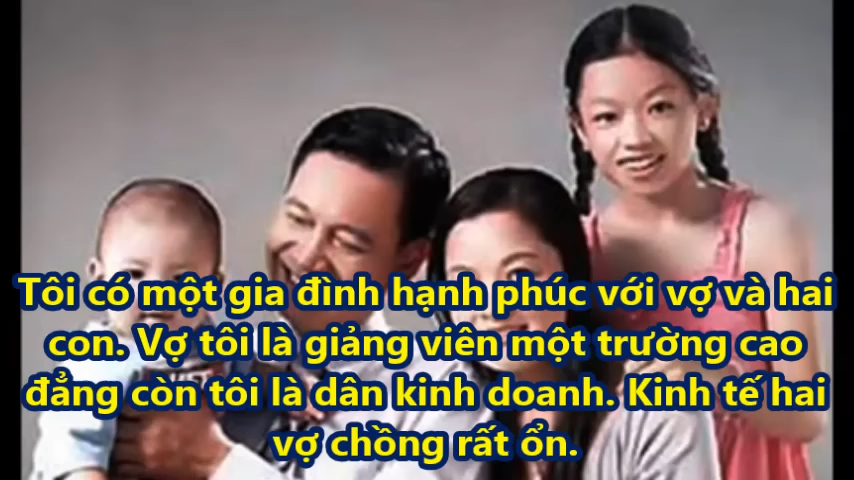 Tôi có một gia đình hạnh phúc với vợ và hai
con. Vợ tôi là giảng viên một trường cao
đẳng còn tôi là dân kinh doanh. Kinh tế hai
vợ chồng rất ổn.